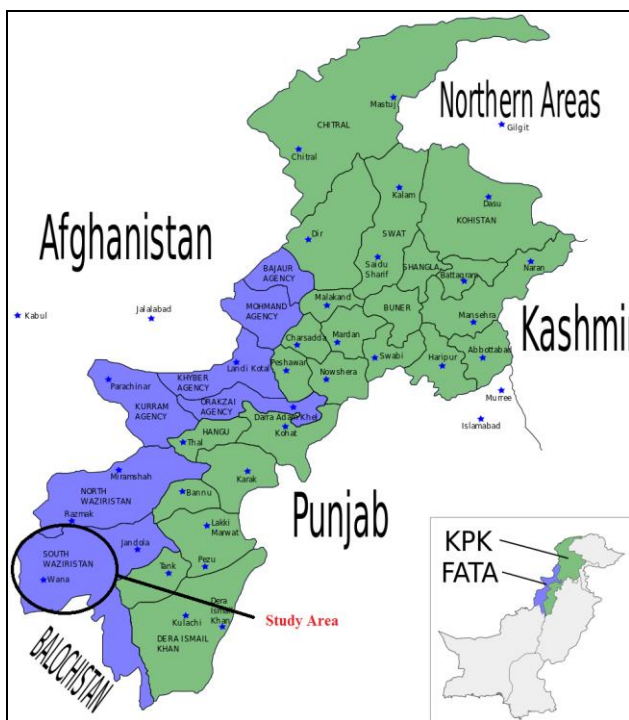 Mastuj
Northern Areas
Gilgit
CHITRAL
Chitral
Kalam
Dasu
KOHISTAN
Afghanistan
Dir
SWAT
Saidu
Sharif
SHANGLA
Naran
Battagram
BAJAUR
AGENCY
MOHMAND
AGENCY
Malakand
BUNER
Mansehra
Kabul
Jalalabad
Charsadda
Mardan
Kashmir
Swabi
Haripur
Abbottabad
Landi Kotal
Peshawar
Nowshera
Parachinar
KHYBER
AGENCY
Murree
KURRAM
AGENCY
ORAKZAI
AGENCY
Darra Adam Khel
Islamabad
HANGU
Kohat
Thal
Miramshah
Karak
NORTH
WAZIRISTAN
Bannu
Punjab
Razmak
Lakki
Marwat
Jandola
SOUTH
WAZIRISTAN
Wana
Tank
Pezu
KPK
FATA
Kulachi
Dera
Ismail
Khan
Study Area
DERA ISMAIL
KHAN
BALOCHISTAN